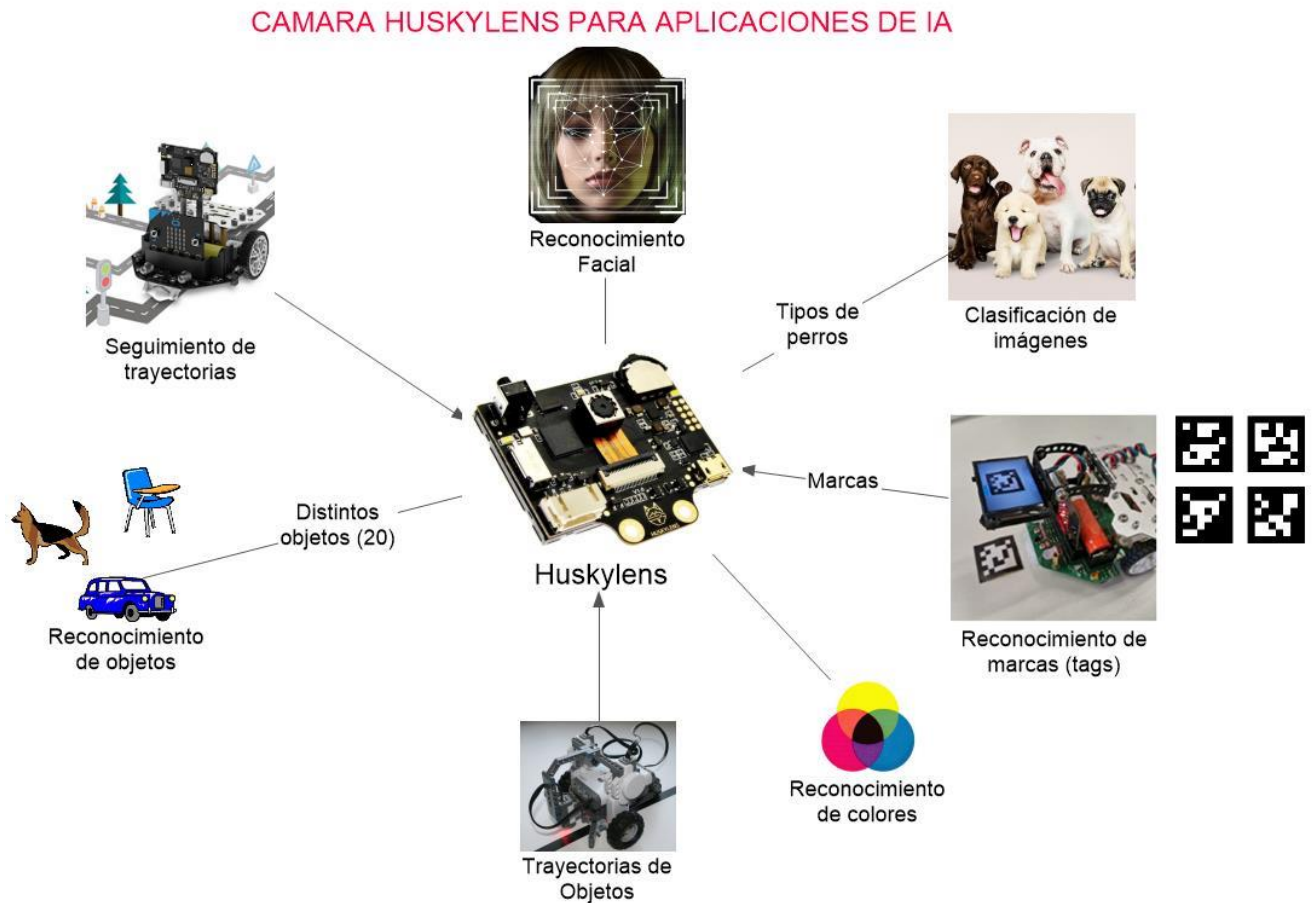 CAMARA HUSKYLENS PARA APLICACIONES DE IA
Reconocimiento
Facial
Seguimiento de
trayectorias
Tipos de
perros
Clasificación de
imágenes
Distintos
objetos (20)
HUSKYLENS
Huskylens
Marcas
Reconocimiento
de objetos
Reconocimiento de
marcas (tags)
Reconocimiento
de colores
Trayectorias de
Objetos